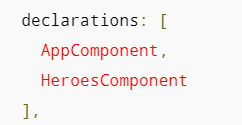 declarations: [
  AppComponent,
  HeroesComponent
],